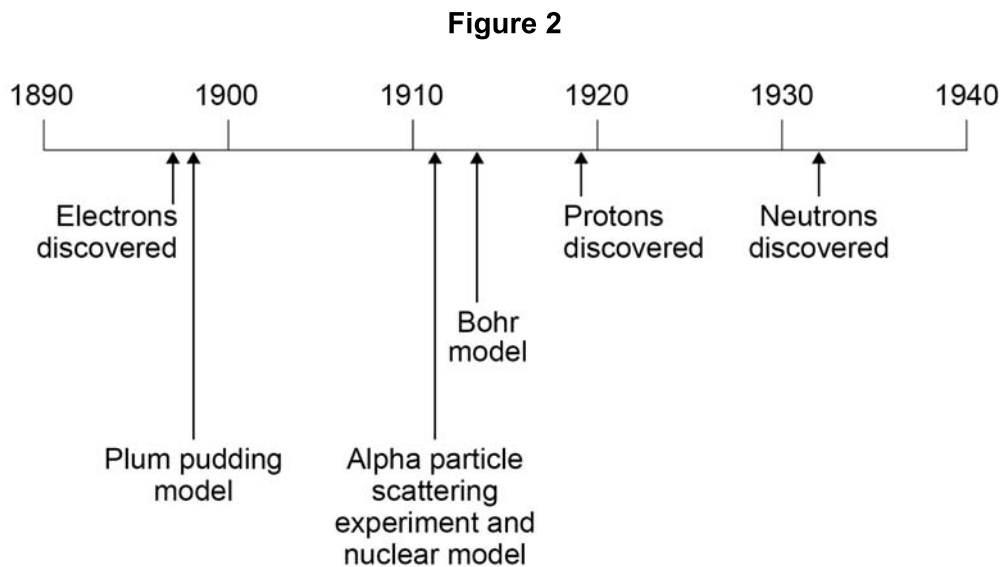 Figure 2
1890 1900 1910 1920 1930 1940
Electrons
discovered
Protons
discovered
Neutrons
discovered
Bohr
model
Plum pudding
model
Alpha particle
scattering
experiment and
nuclear model